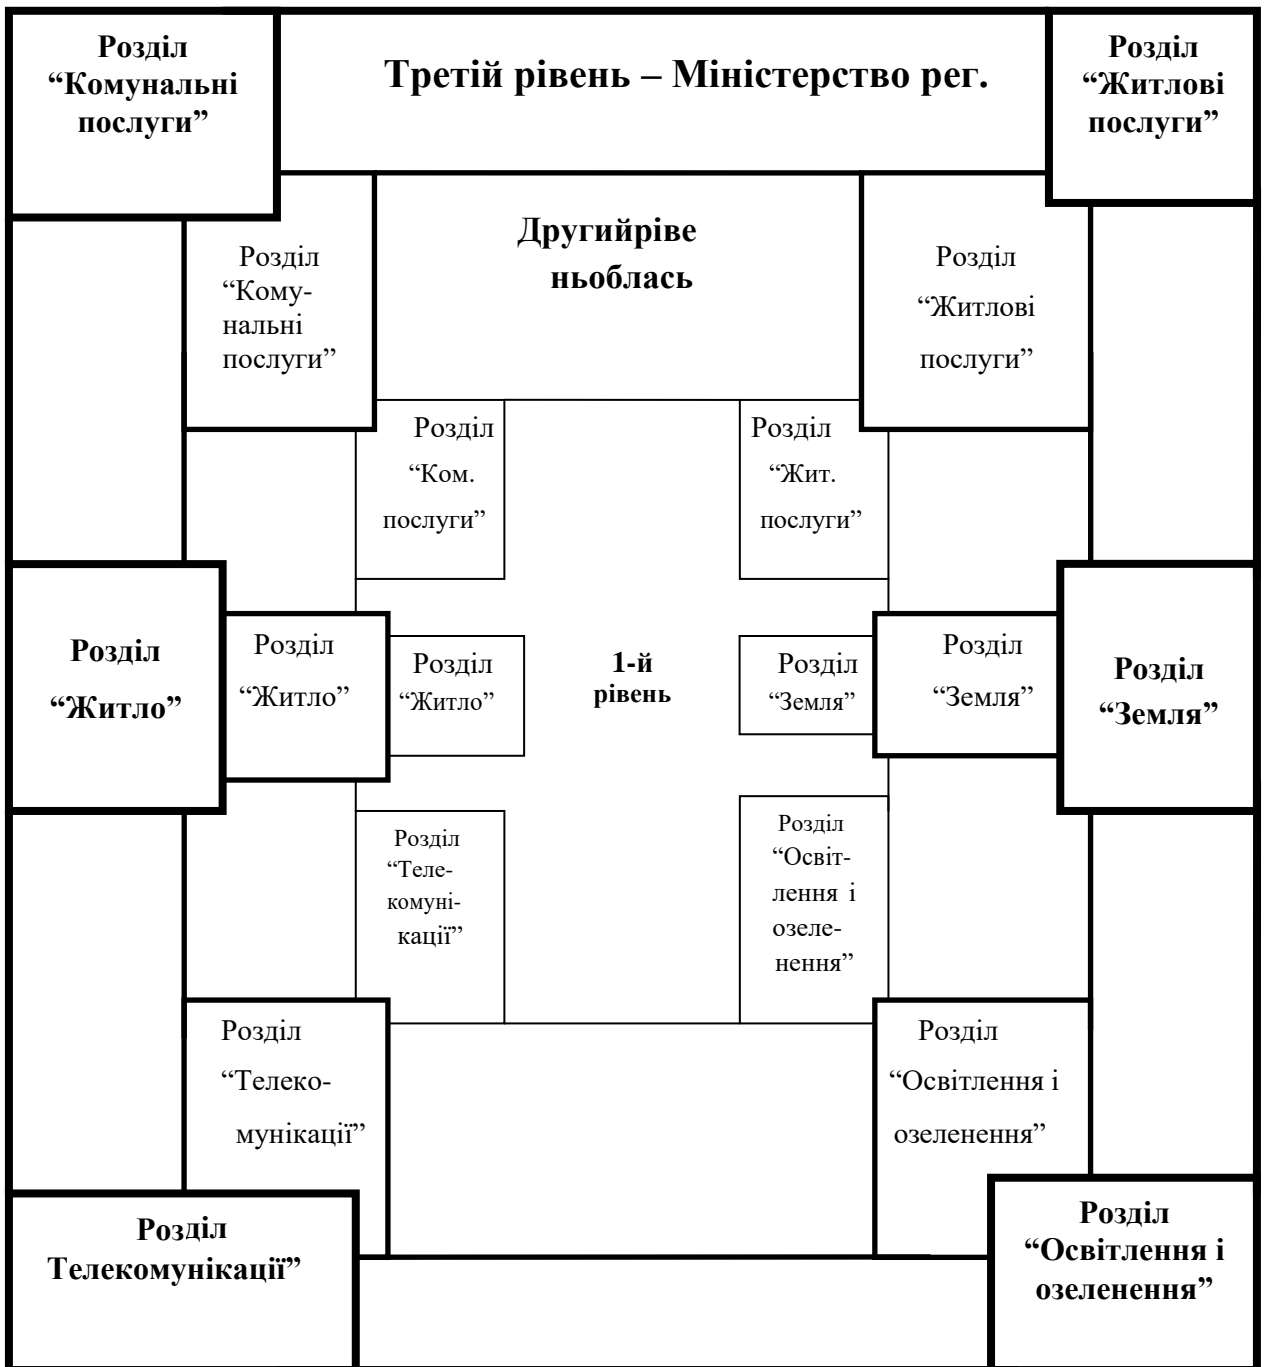 Розділ
“Комунальні
послуги”
Третій рівень – Міністерство рег.
Розділ
“Житлові
послуги”
Розділ
“Кому-
нальні
послуги”
Другийріве
ньоблась
Розділ
“Житлові
послуги”
Розділ
“Ком.
послуги”
Розділ
“Жит.
послуги”
Розділ
“Житло”
Розділ
“Житло”
Розділ
“Житло”
1-й
рівень
Розділ
“Земля”
Розділ
“Земля”
Розділ
“Земля”
Розділ
“Теле-
комуні-
кації”
Розділ
“Освіт-
лення і
озеле-
нення”
Розділ
“Телеко-
мунікації”
Розділ
“Освітлення і
озеленення”
Розділ
Телекомунікації”
Розділ
“Освітлення і
озеленення”